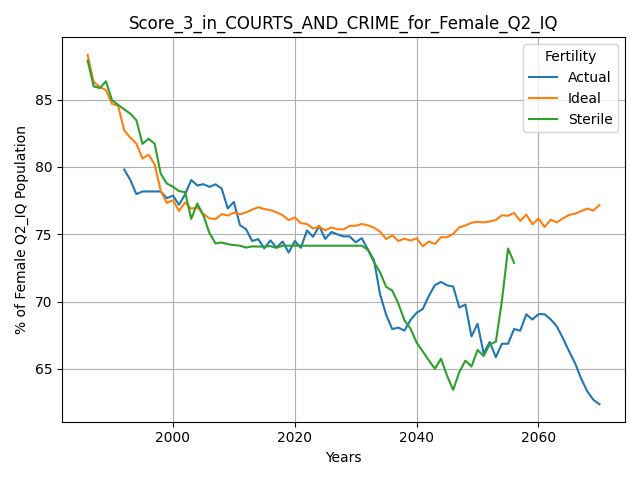 Score_3_in_COURTS_AND_CRIME_for_Female_Q2_IQ
Fertility
Actual
Ideal
Sterile
% of Female Q2_IQ Population
85
80
75
70
65
2000
2020
2040
2060
Years